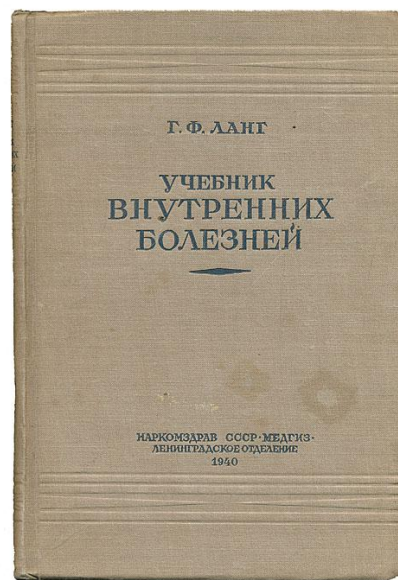 Г. Ф. ЛАНГ
УЧЕБНИК
ВНУТРЕННИХ
БОЛЕЗНЕЙ
НАРКОМЗДРАВ СССР · МЕДГИЗ ·
ЛЕНИНГРАДСКОЕ ОТДЕЛЕНИЕ
1940